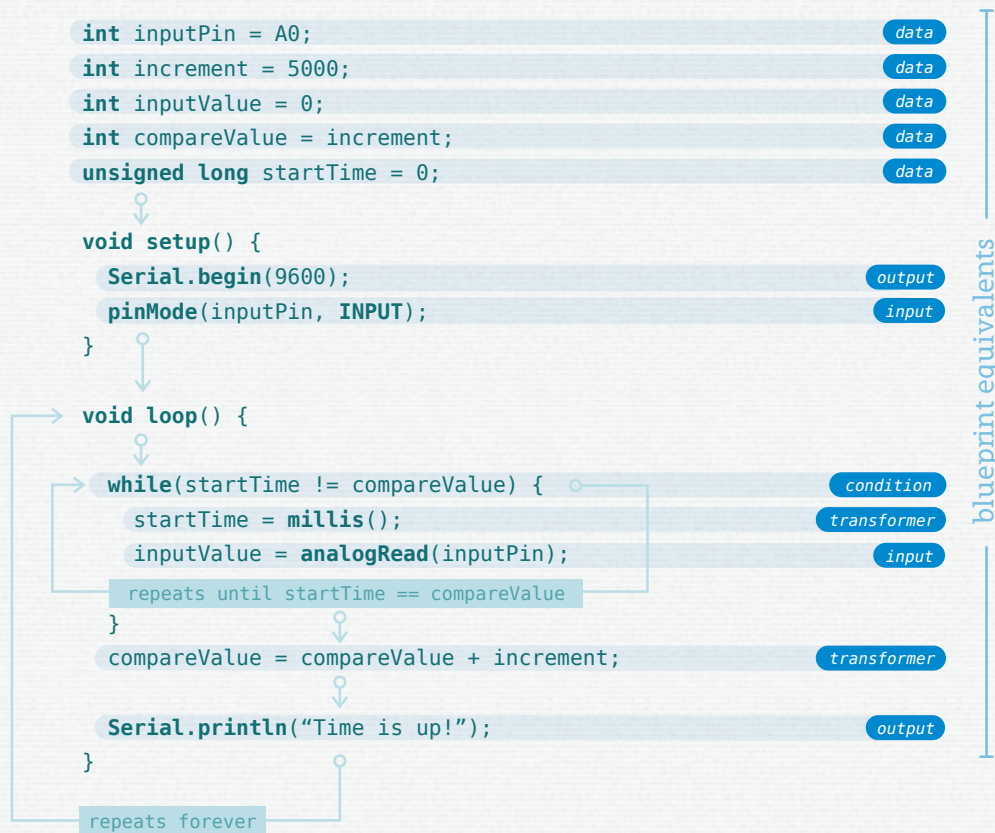 int inputPin = A0; data
int increment = 5000; data
int inputValue = 0; data
int compareValue = increment; data
unsigned long startTime = 0; data
void setup() {
Serial.begin(9600); output
pinMode(inputPin, INPUT); input
}
void loop() {
while(startTime != compareValue) { condition
startTime = millis(); transformer
inputValue = analogRead(inputPin); input
repeats until startTime == compareValue
}
compareValue = compareValue + increment; transformer
Serial.println(“Time is up!”); output
}
repeats forever
blueprint equivalents